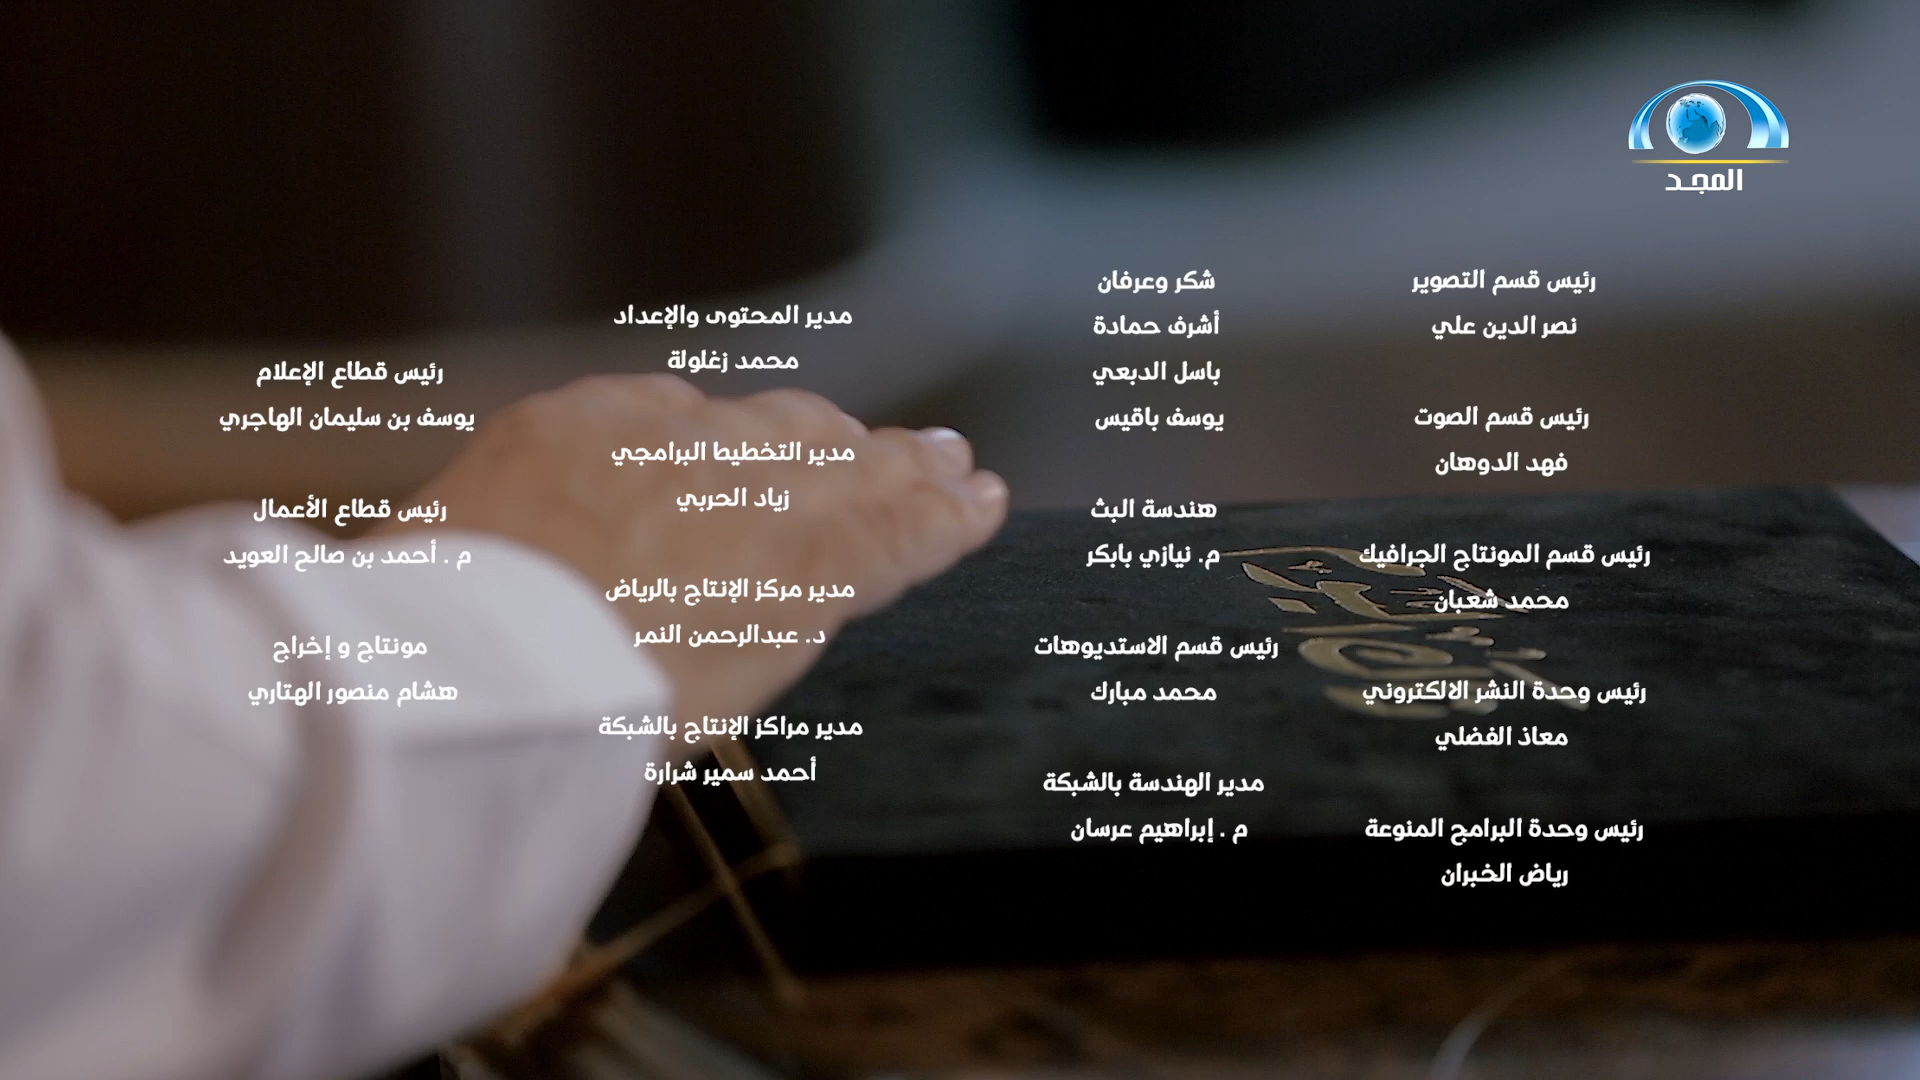 المجد
رئيس قسم التصوير
نصر الدين علي
رئيس قسم الصوت
فهد الدوهان
رئيس قسم المونتاج الجرافيك
محمد شعبان
رئيس وحدة النشر الالكتروني
معاذ الفضلي
رئيس وحدة البرامج المنوعة
رياض الخبران
شكر وعرفان
أشرف حمادة
باسل الدبعي
يوسف باقيس
هندسة البث
م. نيازي بابكر
رئيس قسم الاستديوهات
محمد مبارك
مدير الهندسة بالشبكة
م . إبراهيم عرسان
مدير المحتوى والإعداد
محمد زغلولة
مدير التخطيط البرامجي
زياد الحربي
مدير مركز الإنتاج بالرياض
د. عبدالرحمن النمر
مدير مراكز الإنتاج بالشبكة
أحمد سمير شرارة
رئيس قطاع الإعلام
يوسف بن سليمان الهاجري
رئيس قطاع الأعمال
م . أحمد بن صالح العويد
مونتاج و إخراج
هشام منصور الهتاري